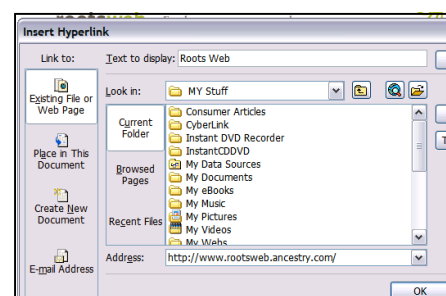 Insert Hyperlink
Link to:
Text to display: Roots Web
Existing File or
Web Page
Look in: MY Stuff
Place in This
Document
Create New
Document
E-mail Address
Current
Folder
Browsed
Pages
Recent Files
Consumer Articles
CyberLink
Instant DVD Recorder
InstantCDDVD
My Data Sources
My Documents
My eBooks
My Music
My Pictures
My Videos
My Webs
Address: http://www.rootsweb.ancestry.com/
OK